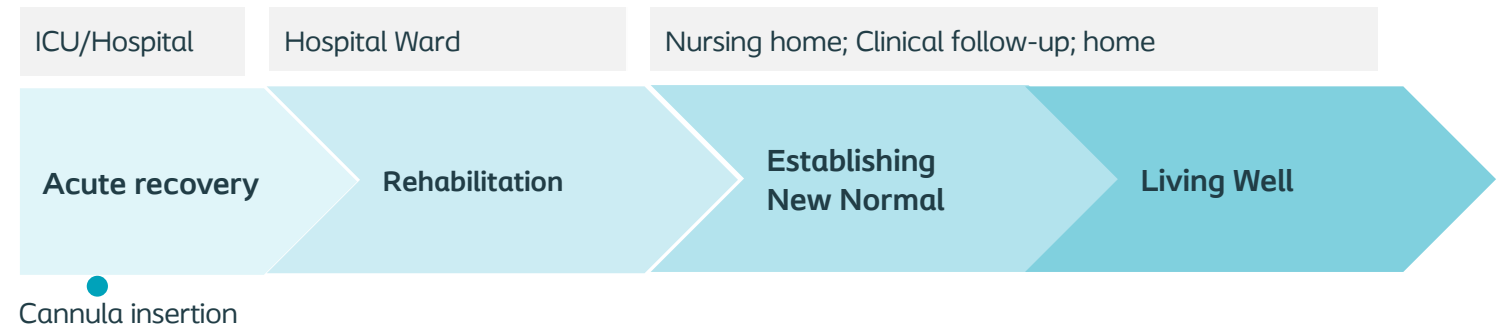 ICU/Hospital
Hospital Ward
Nursing home; Clinical follow-up; home
Acute recovery
Rehabilitation
Establishing
New Normal
Living Well
Cannula insertion